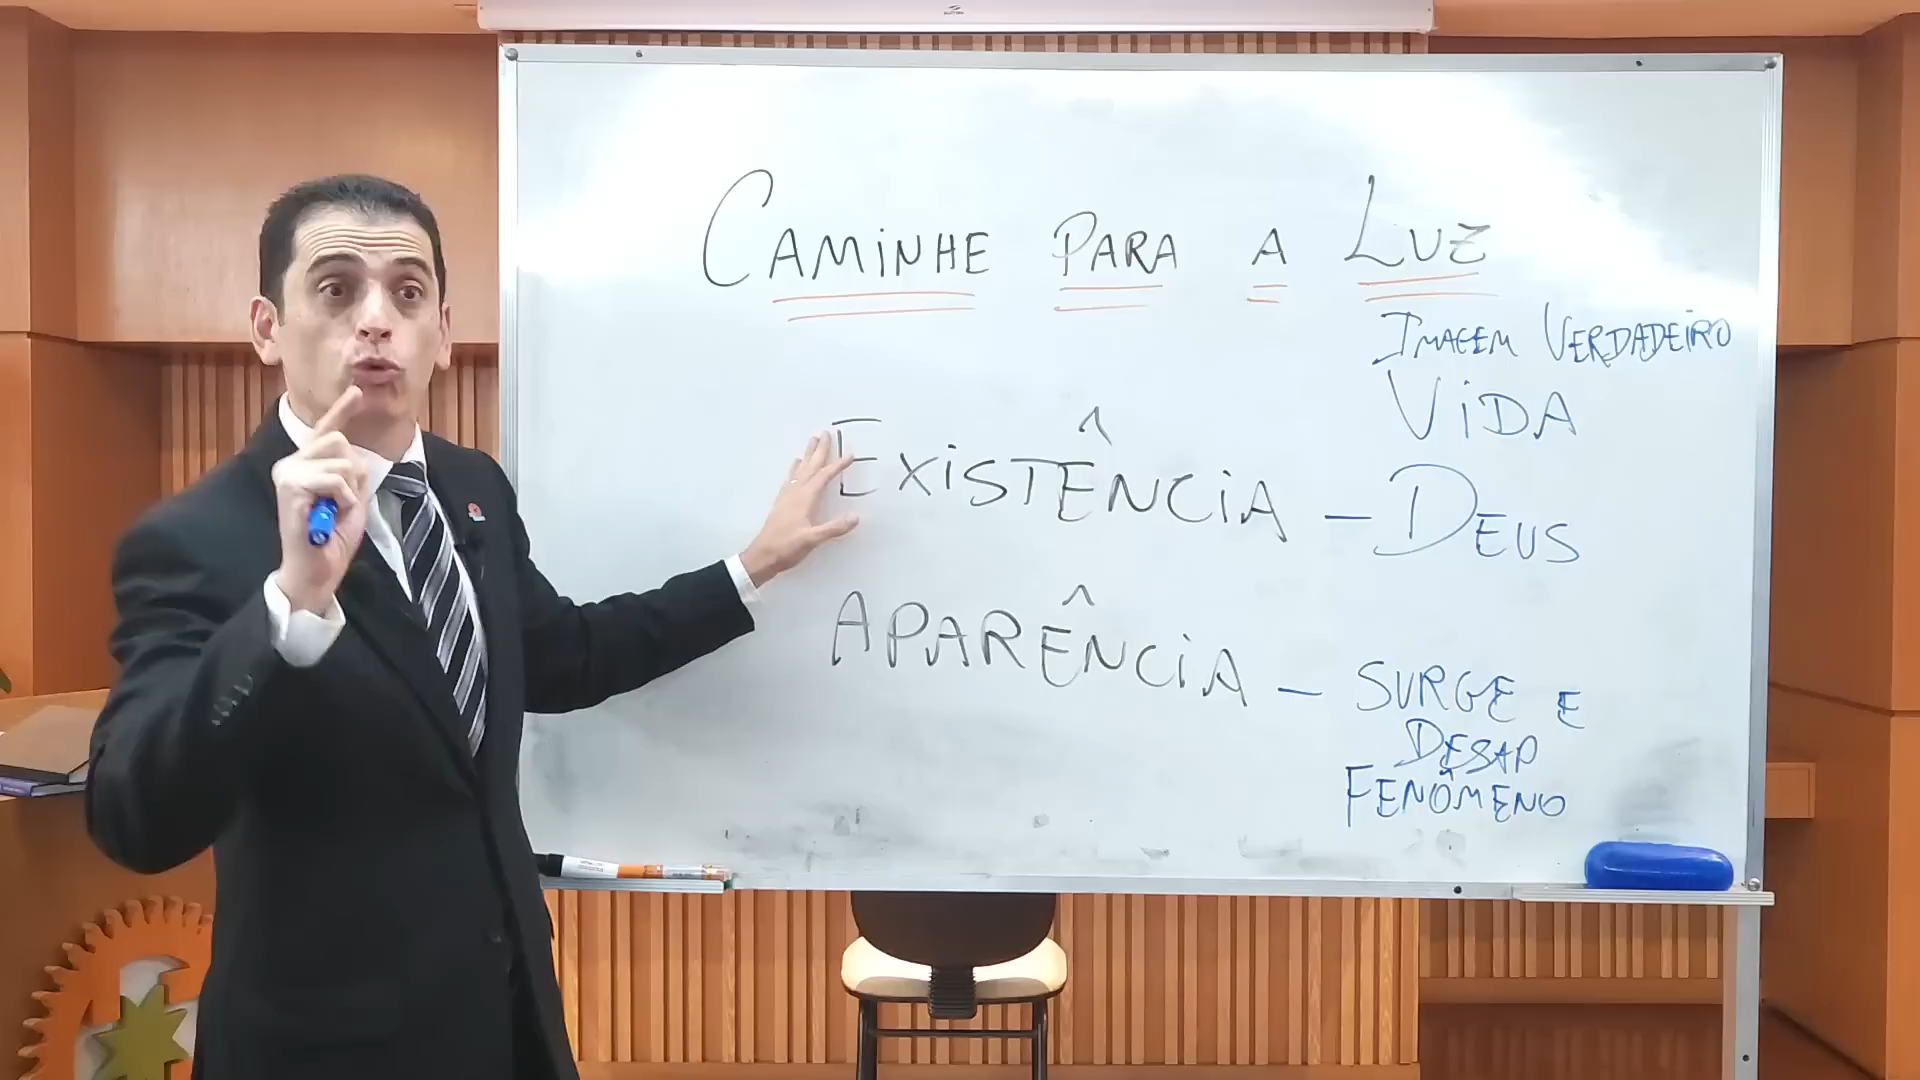 CAMINHE PARA A LUZ
IMAGEM VERDADEIRO
VIDA
EXISTÊNCIA — DEUS
APARÊNCIA — SURGE E
DESAP
FENÔMENO